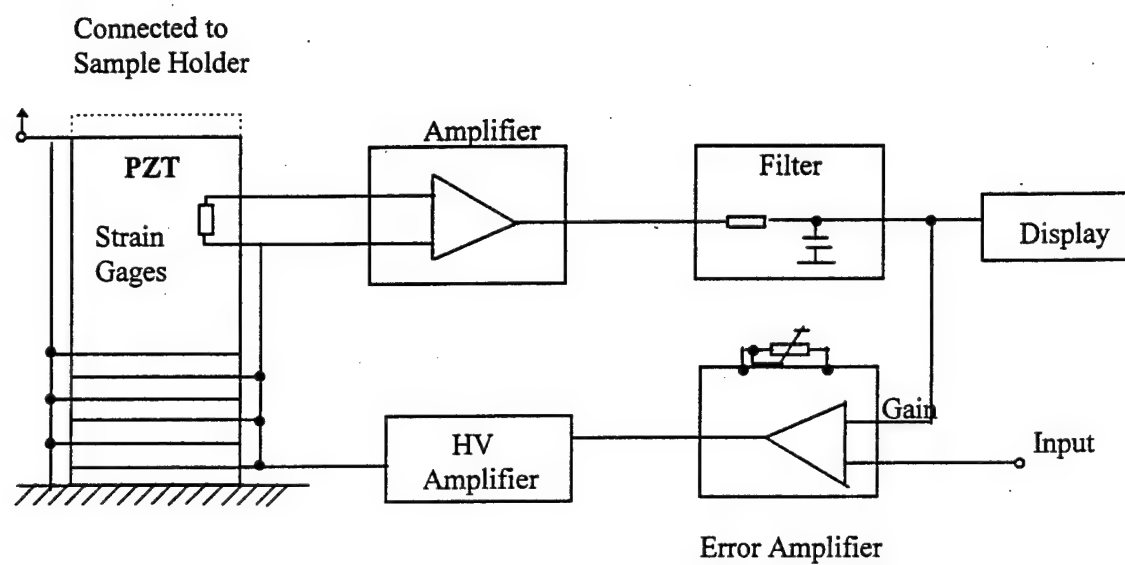 Connected to
Sample Holder
Amplifier
PZT
Filter
Strain
Gages
Display
Gain
HV
Amplifier
Input
Error Amplifier